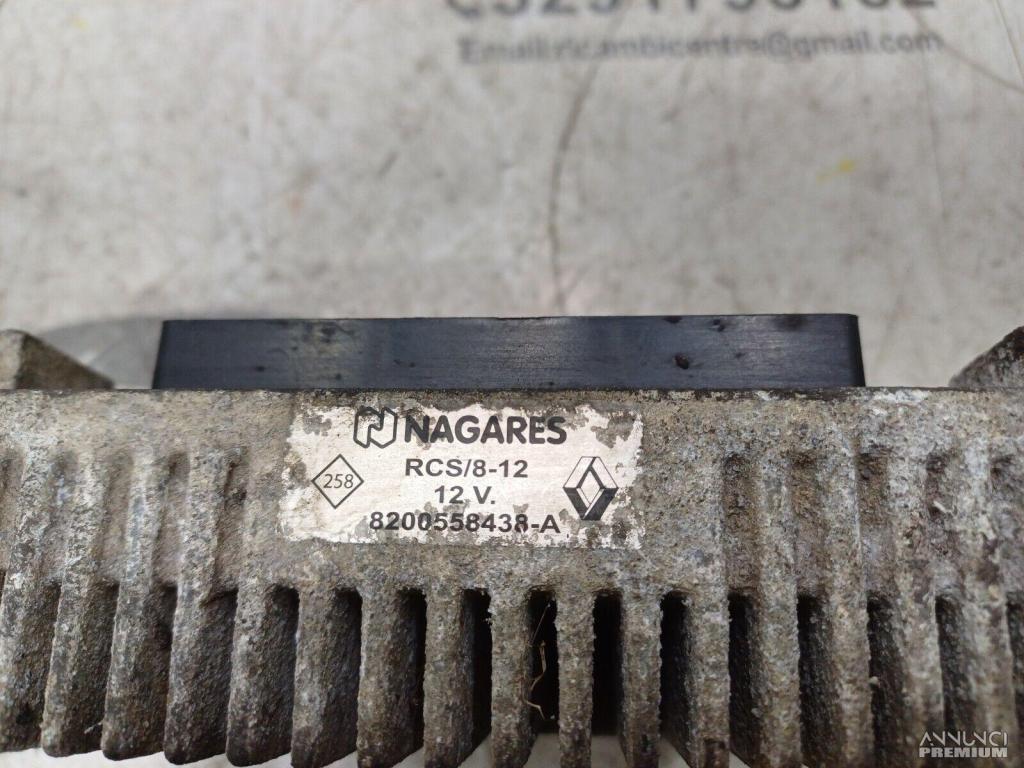 Email:ricambicentro@gmail.com
NAGARES
RCS/8-12
258
12 V.
8200558438-A
ANNUNCI
PREMIUM